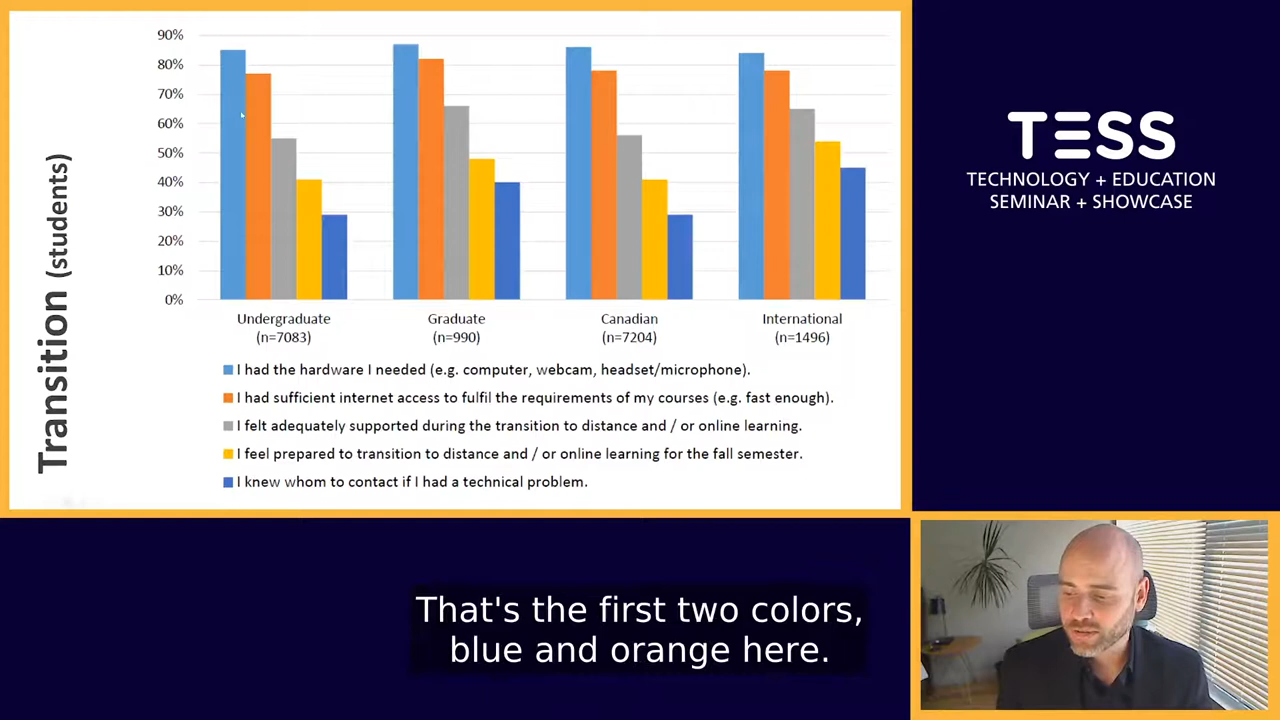 Transition (students)
90%
80%
70%
60%
50%
40%
30%
20%
10%
0%
Undergraduate
(n=7083)
Graduate
(n=990)
Canadian
(n=7204)
International
(n=1496)
I had the hardware I needed (e.g. computer, webcam, headset/microphone).
I had sufficient internet access to fulfil the requirements of my courses (e.g. fast enough).
I felt adequately supported during the transition to distance and / or online learning.
I feel prepared to transition to distance and / or online learning for the fall semester.
I knew whom to contact if I had a technical problem.
TESS
TECHNOLOGY + EDUCATION
SEMINAR + SHOWCASE
That's the first two colors,
blue and orange here.